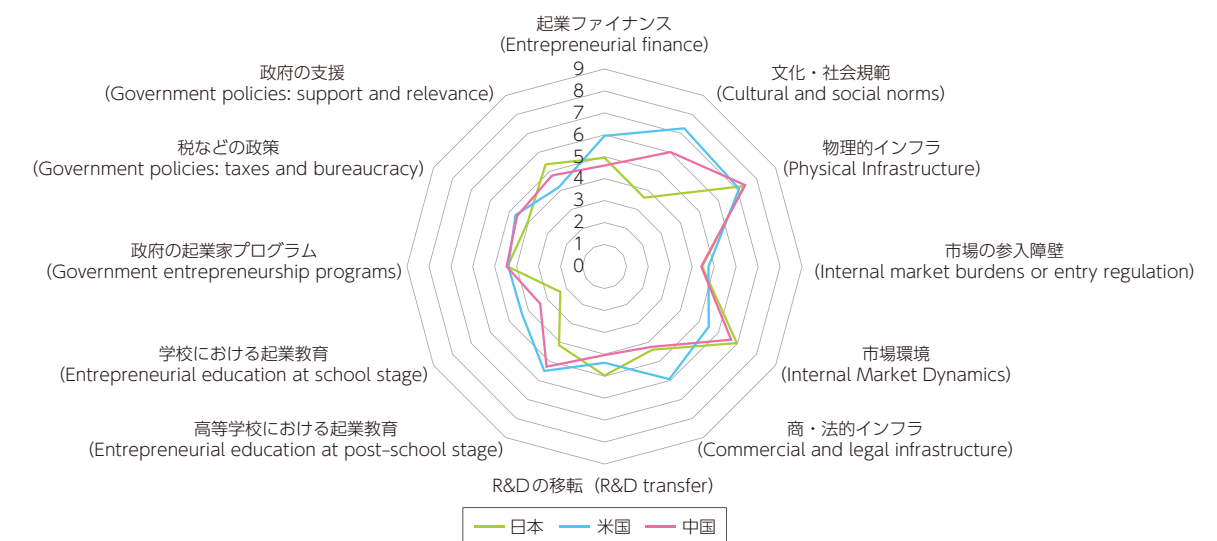 起業ファイナンス
(Entrepreneurial finance)
文化・社会規範
(Cultural and social norms)
物理的インフラ
(Physical Infrastructure)
市場の参入障壁
(Internal market burdens or entry regulation)
市場環境
(Internal Market Dynamics)
商・法的インフラ
(Commercial and legal infrastructure)
R&Dの移転（R&D transfer）
高等学校における起業教育
(Entrepreneurial education at post-school stage)
学校における起業教育
(Entrepreneurial education at school stage)
政府の起業家プログラム
(Government entrepreneurship programs)
税などの政策
(Government policies: taxes and bureaucracy)
政府の支援
(Government policies: support and relevance)
9
8
7
6
5
4
3
2
1
0
日本 米国 中国